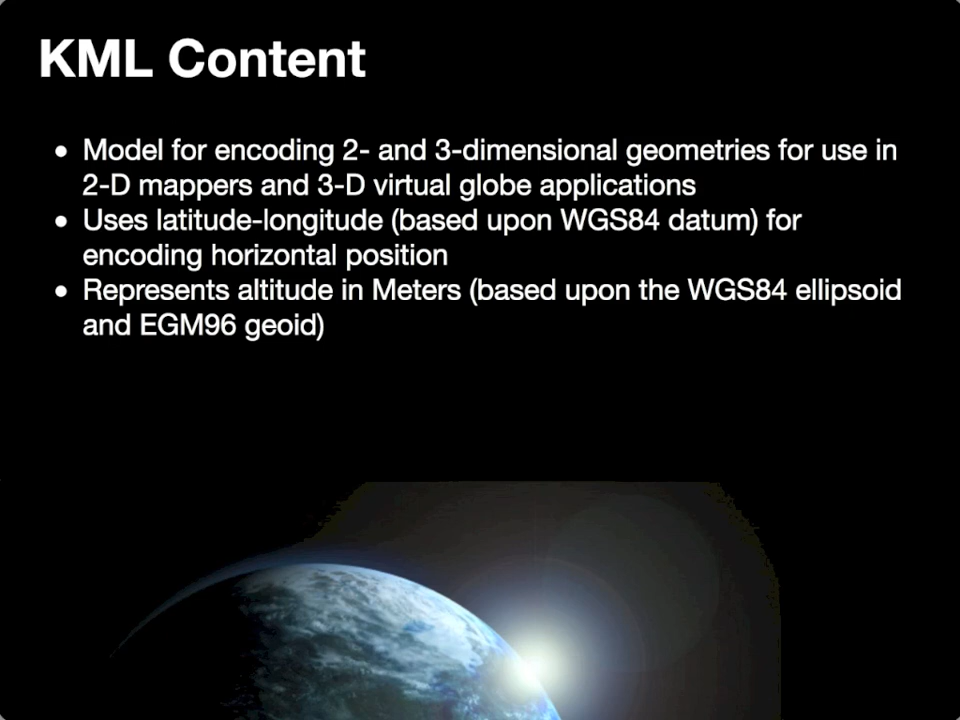 KML Content
• Model for encoding 2- and 3-dimensional geometries for use in
2-D mappers and 3-D virtual globe applications
• Uses latitude-longitude (based upon WGS84 datum) for
encoding horizontal position
• Represents altitude in Meters (based upon the WGS84 ellipsoid
and EGM96 geoid)